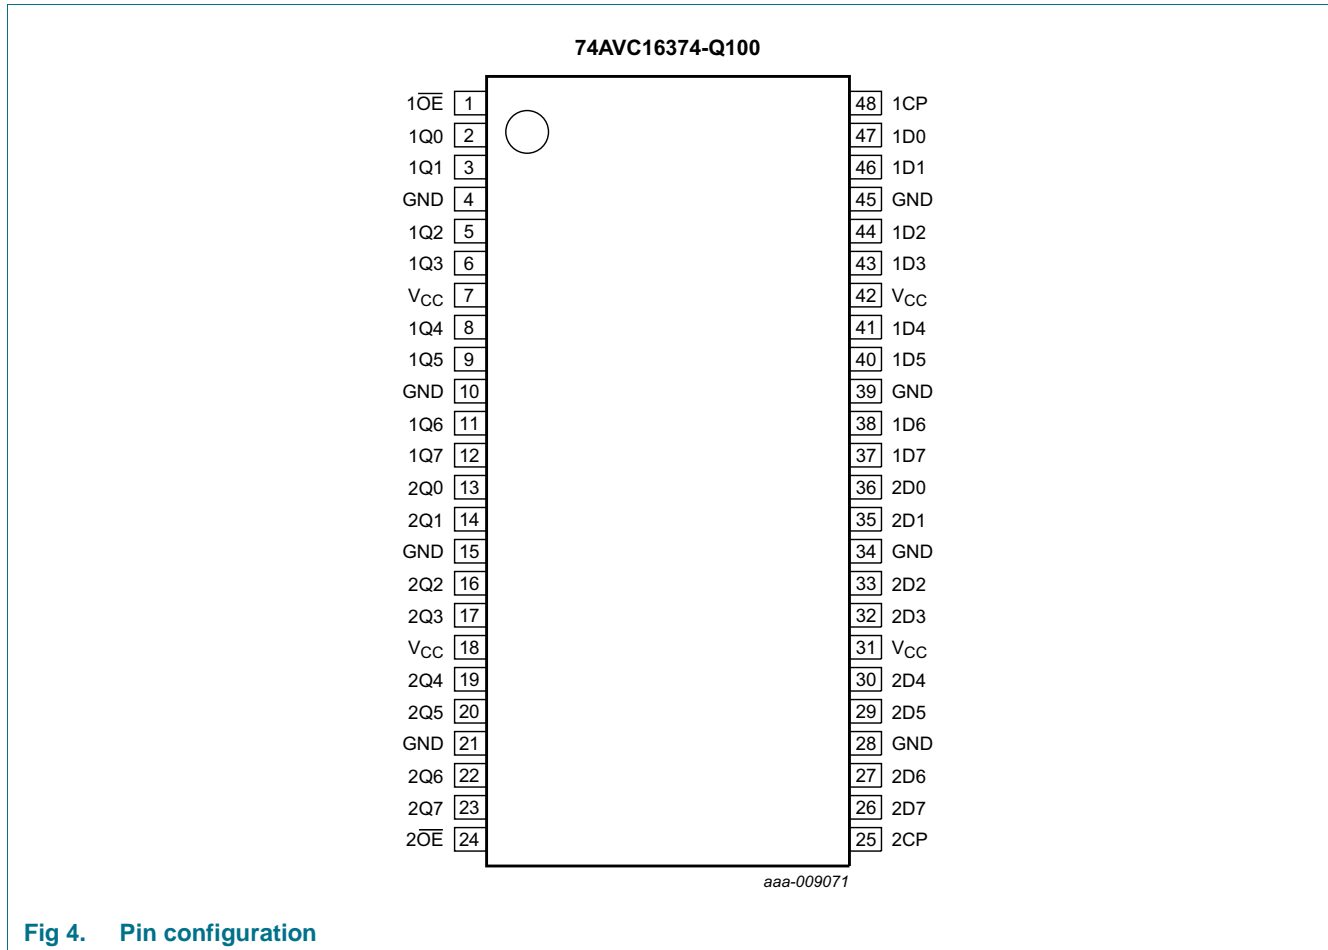 74AVC16374-Q100
1O̅E̅ 1 48 1CP
1Q0 2 47 1D0
1Q1 3 46 1D1
GND 4 45 GND
1Q2 5 44 1D2
1Q3 6 43 1D3
VCC 7 42 VCC
1Q4 8 41 1D4
1Q5 9 40 1D5
GND 10 39 GND
1Q6 11 38 1D6
1Q7 12 37 1D7
2Q0 13 36 2D0
2Q1 14 35 2D1
GND 15 34 GND
2Q2 16 33 2D2
2Q3 17 32 2D3
VCC 18 31 VCC
2Q4 19 30 2D4
2Q5 20 29 2D5
GND 21 28 GND
2Q6 22 27 2D6
2Q7 23 26 2D7
2O̅E̅ 24 25 2CP
aaa-009071
Fig 4. Pin configuration